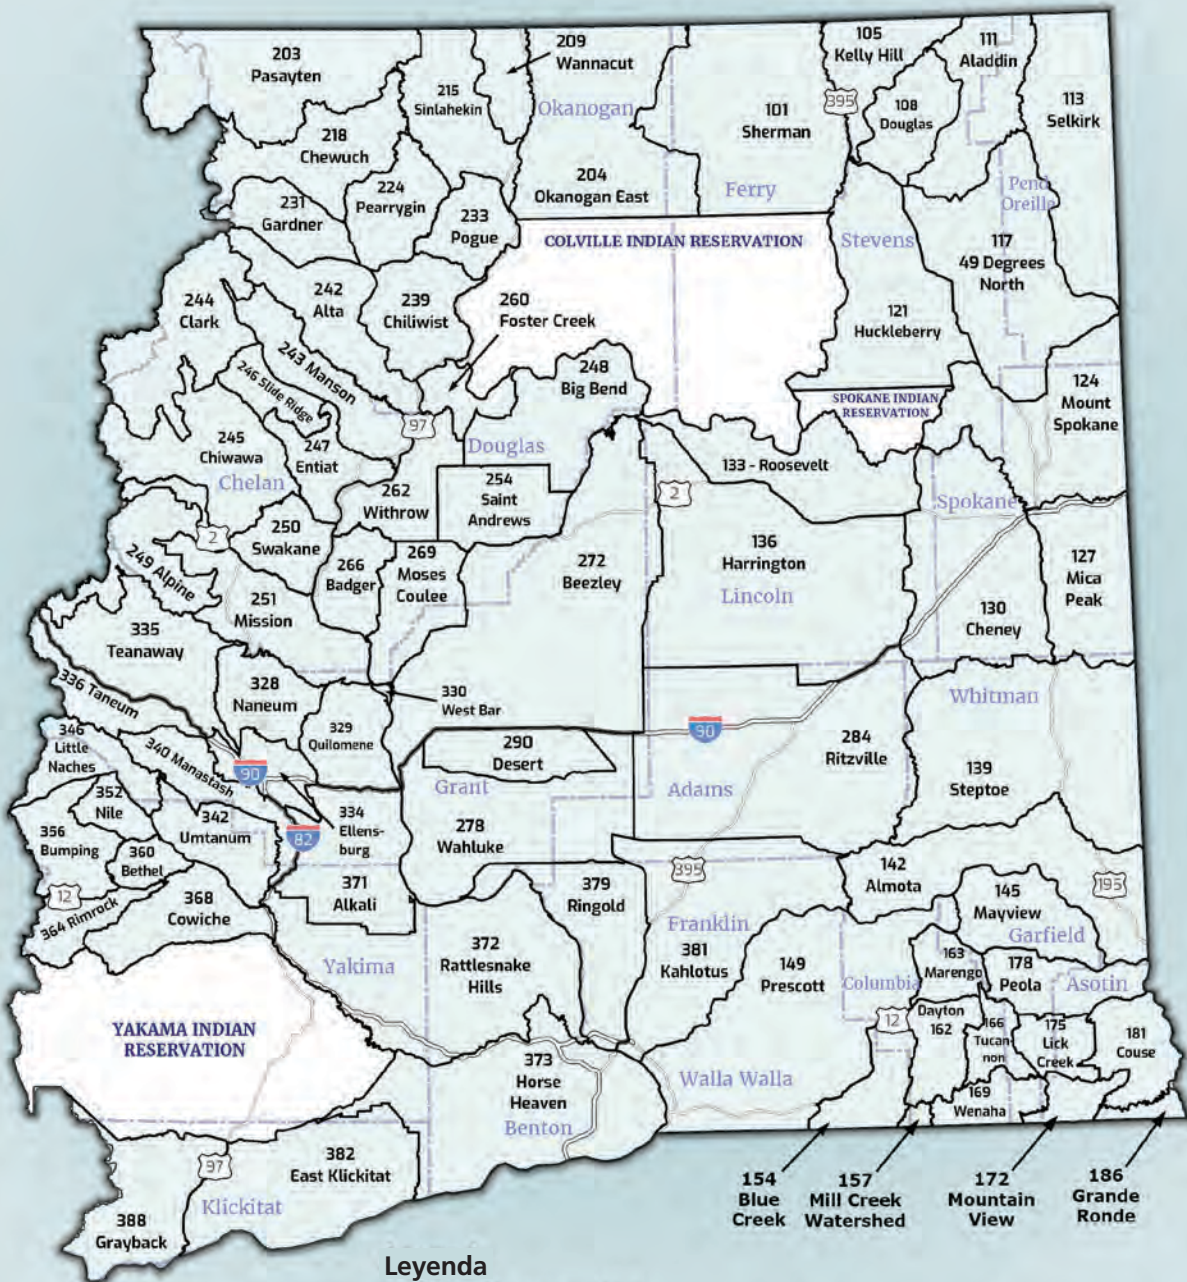 203
Pasayten
209
Wannacut
215
Sinlahekin
Okanogan
105
Kelly Hill
111
Aladdin
395
108
Douglas
113
Selkirk
101
Sherman
218
Chewuch
224
Pearrygin
204
Okanogan East
Ferry
Pend
Oreille
231
Gardner
233
Pogue
COLVILLE INDIAN RESERVATION
Stevens
117
49 Degrees
North
244
Clark
242
Alta
239
Chiliwist
260
Foster Creek
121
Huckleberry
243 Manson
246 Slide Ridge
248
Big Bend
SPOKANE INDIAN
RESERVATION
124
Mount
Spokane
97
245
Chiwawa
247
Entiat
Douglas
Chelan
133 - Roosevelt
262
Withrow
254
Saint
Andrews
2
Spokane
250
Swakane
2
249 Alpine
266
Badger
269
Moses
Coulee
272
Beezley
136
Harrington
Lincoln
127
Mica
Peak
251
Mission
130
Cheney
335
Teanaway
336 Taneum
328
Naneum
330
West Bar
Whitman
346
Little
Naches
329
Quilomene
90
340 Manastash
90
290
Desert
284
Ritzville
139
Steptoe
Grant
Adams
352
Nile
342
Umtanum
334
Ellens-
burg
82
278
Wahluke
356
Bumping
360
Bethel
395
142
Almota
195
12
364 Rimrock
368
Cowiche
371
Alkali
379
Ringold
145
Mayview
Garfield
Franklin
372
Rattlesnake
Hills
381
Kahlotus
149
Prescott
163
Marengo
178
Peola
Yakima
Columbia
Asotin
YAKAMA INDIAN
RESERVATION
12
Dayton
162
166
Tucan
non
175
Lick
Creek
181
Couse
373
Horse
Heaven
Benton
Walla Walla
169
Wenaha
97
382
East Klickitat
Klickitat
388
Grayback
154
Blue
Creek
157
Mill Creek
Watershed
172
Mountain
View
186
Grande
Ronde
Leyenda